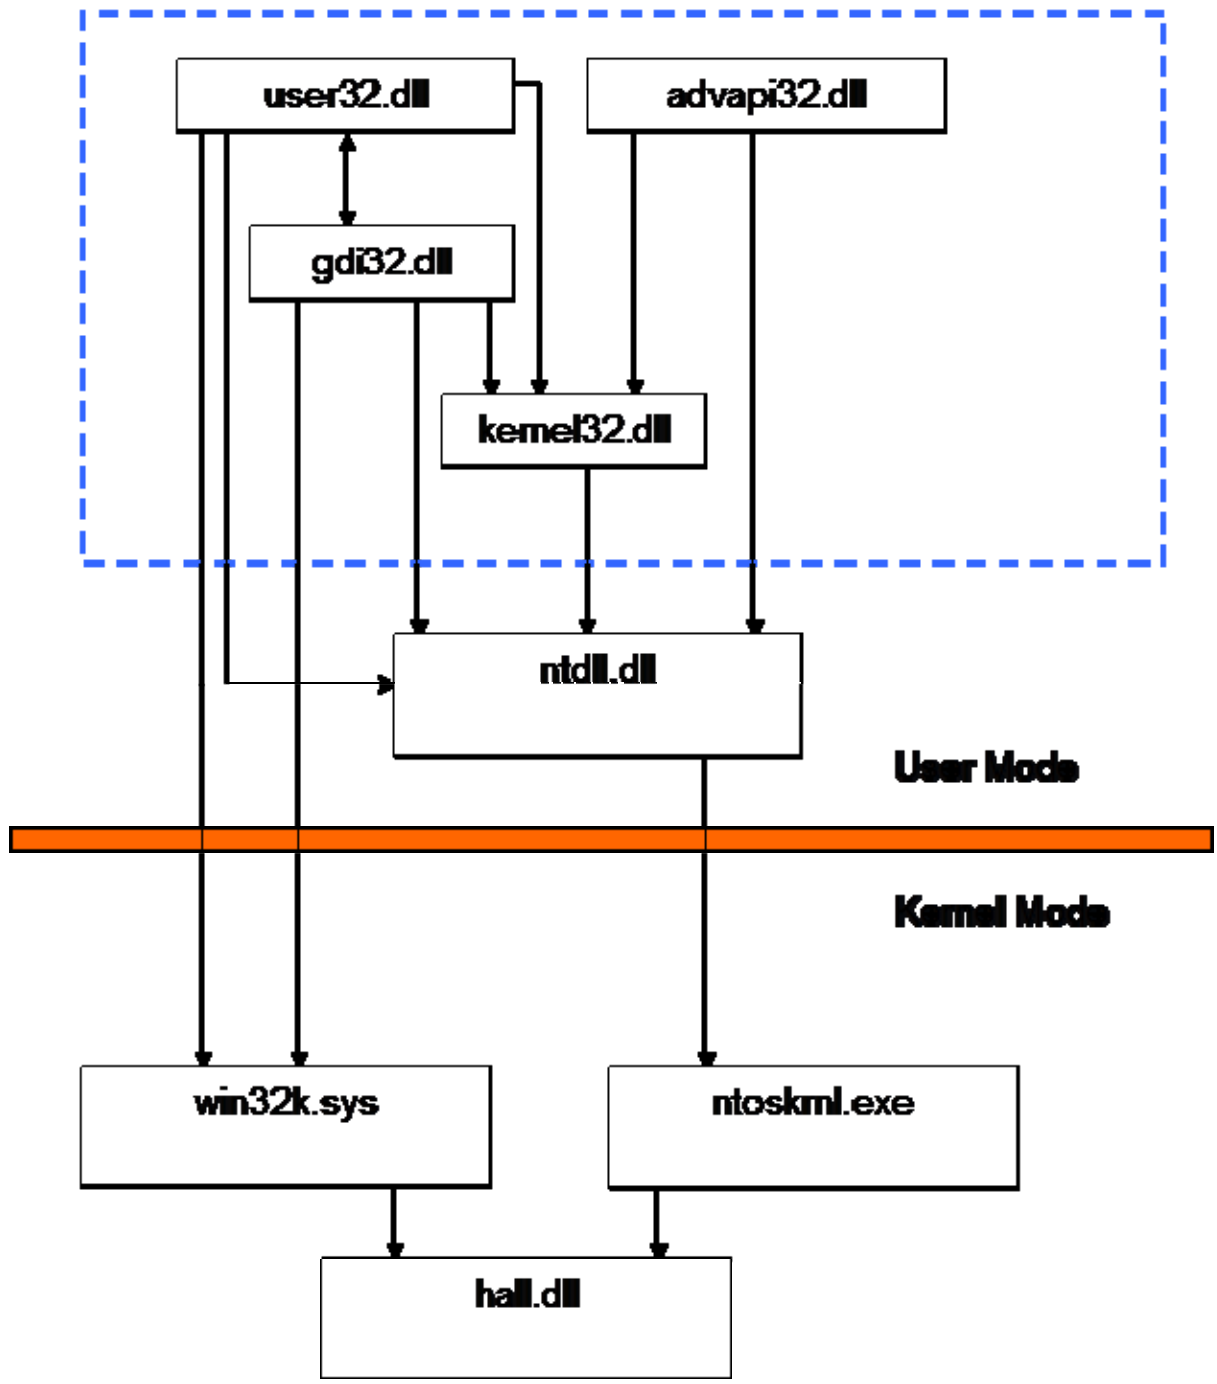 user32.dll
advapi32.dll
gdi32.dll
kernel32.dll
ntdll.dll
User Mode
Kernel Mode
win32k.sys
ntoskrnl.exe
hall.dll